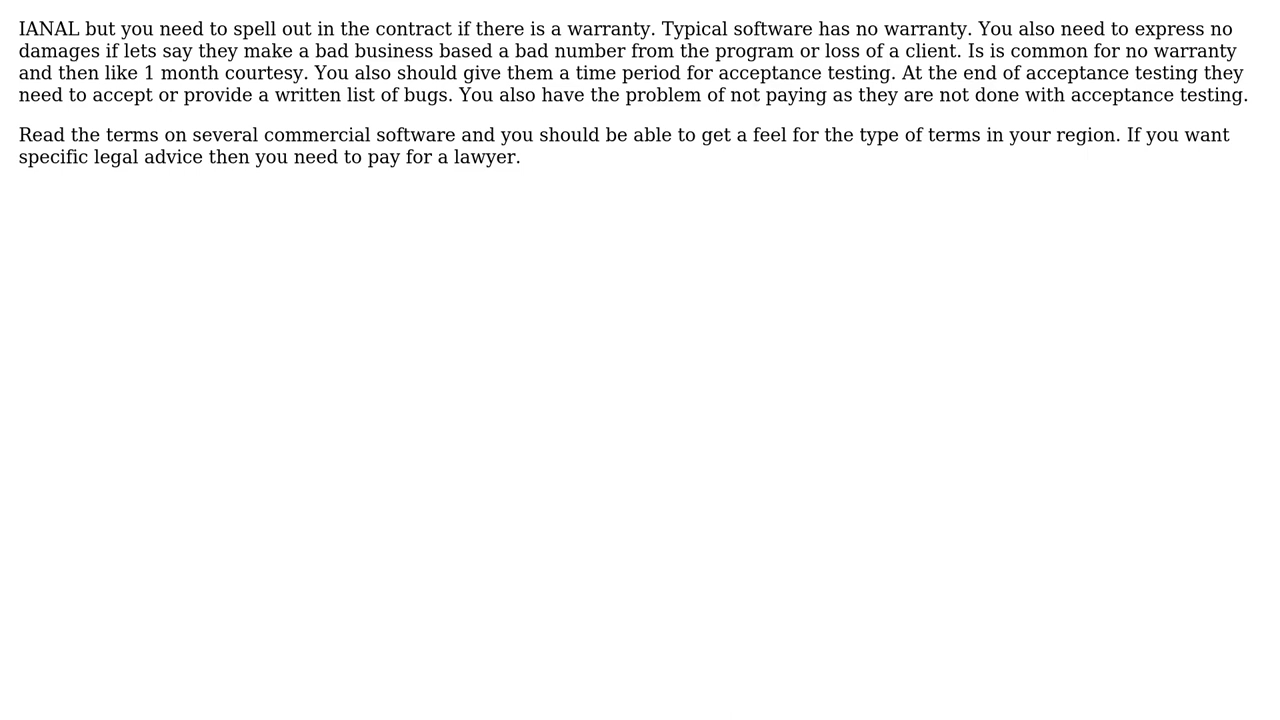 IANAL but you need to spell out in the contract if there is a warranty. Typical software has no warranty. You also need to express no
damages if lets say they make a bad business based a bad number from the program or loss of a client. Is is common for no warranty
and then like 1 month courtesy. You also should give them a time period for acceptance testing. At the end of acceptance testing they
need to accept or provide a written list of bugs. You also have the problem of not paying as they are not done with acceptance testing.
Read the terms on several commercial software and you should be able to get a feel for the type of terms in your region. If you want
specific legal advice then you need to pay for a lawyer.